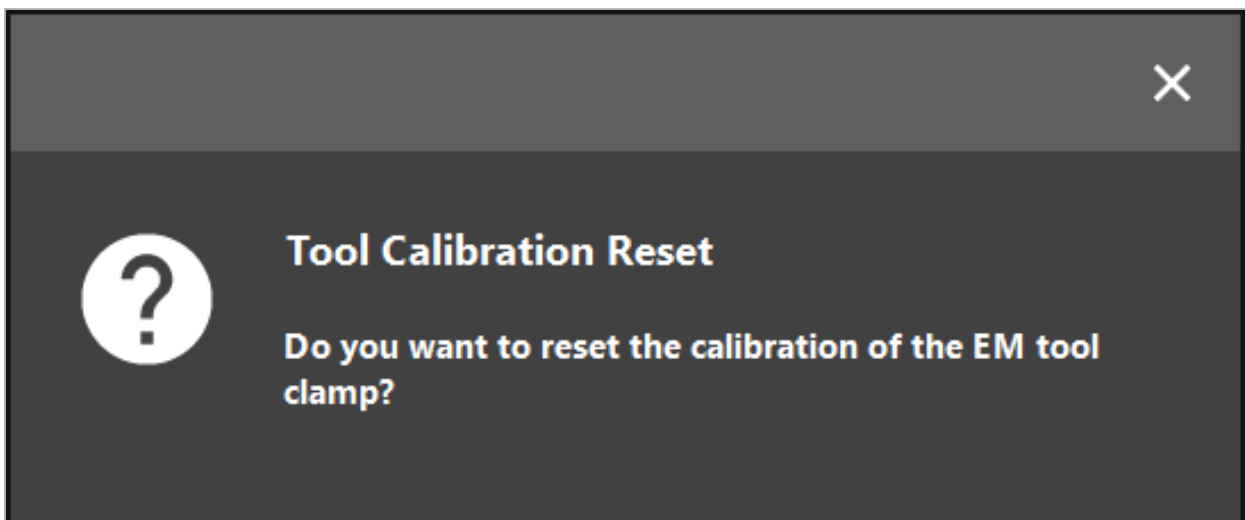 Tool Calibration Reset
Do you want to reset the calibration of the EM tool
clamp?